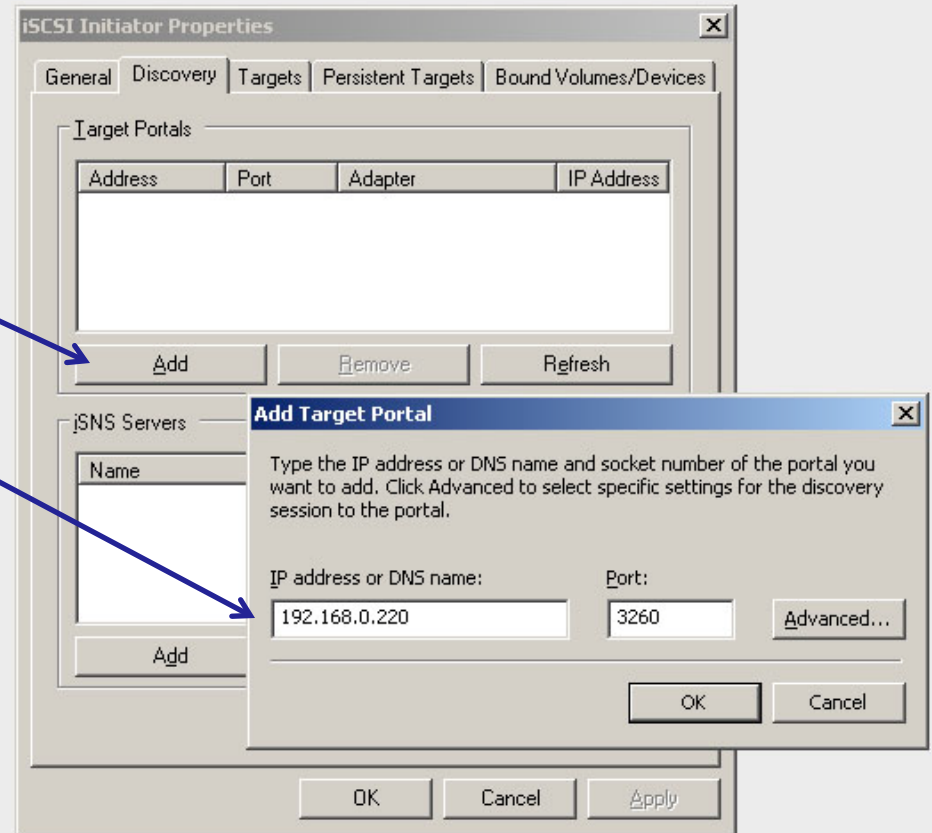 iSCSI Initiator Properties
General Discovery Targets Persistent Targets Bound Volumes/Devices
Target Portals
Address Port Adapter IP Address
Add Remove Refresh
iSNS Servers
Name
Add
Add Target Portal
Type the IP address or DNS name and socket number of the portal you
want to add. Click Advanced to select specific settings for the discovery
session to the portal.
IP address or DNS name: Port:
192.168.0.220 3260 Advanced...
OK Cancel
OK Cancel Apply